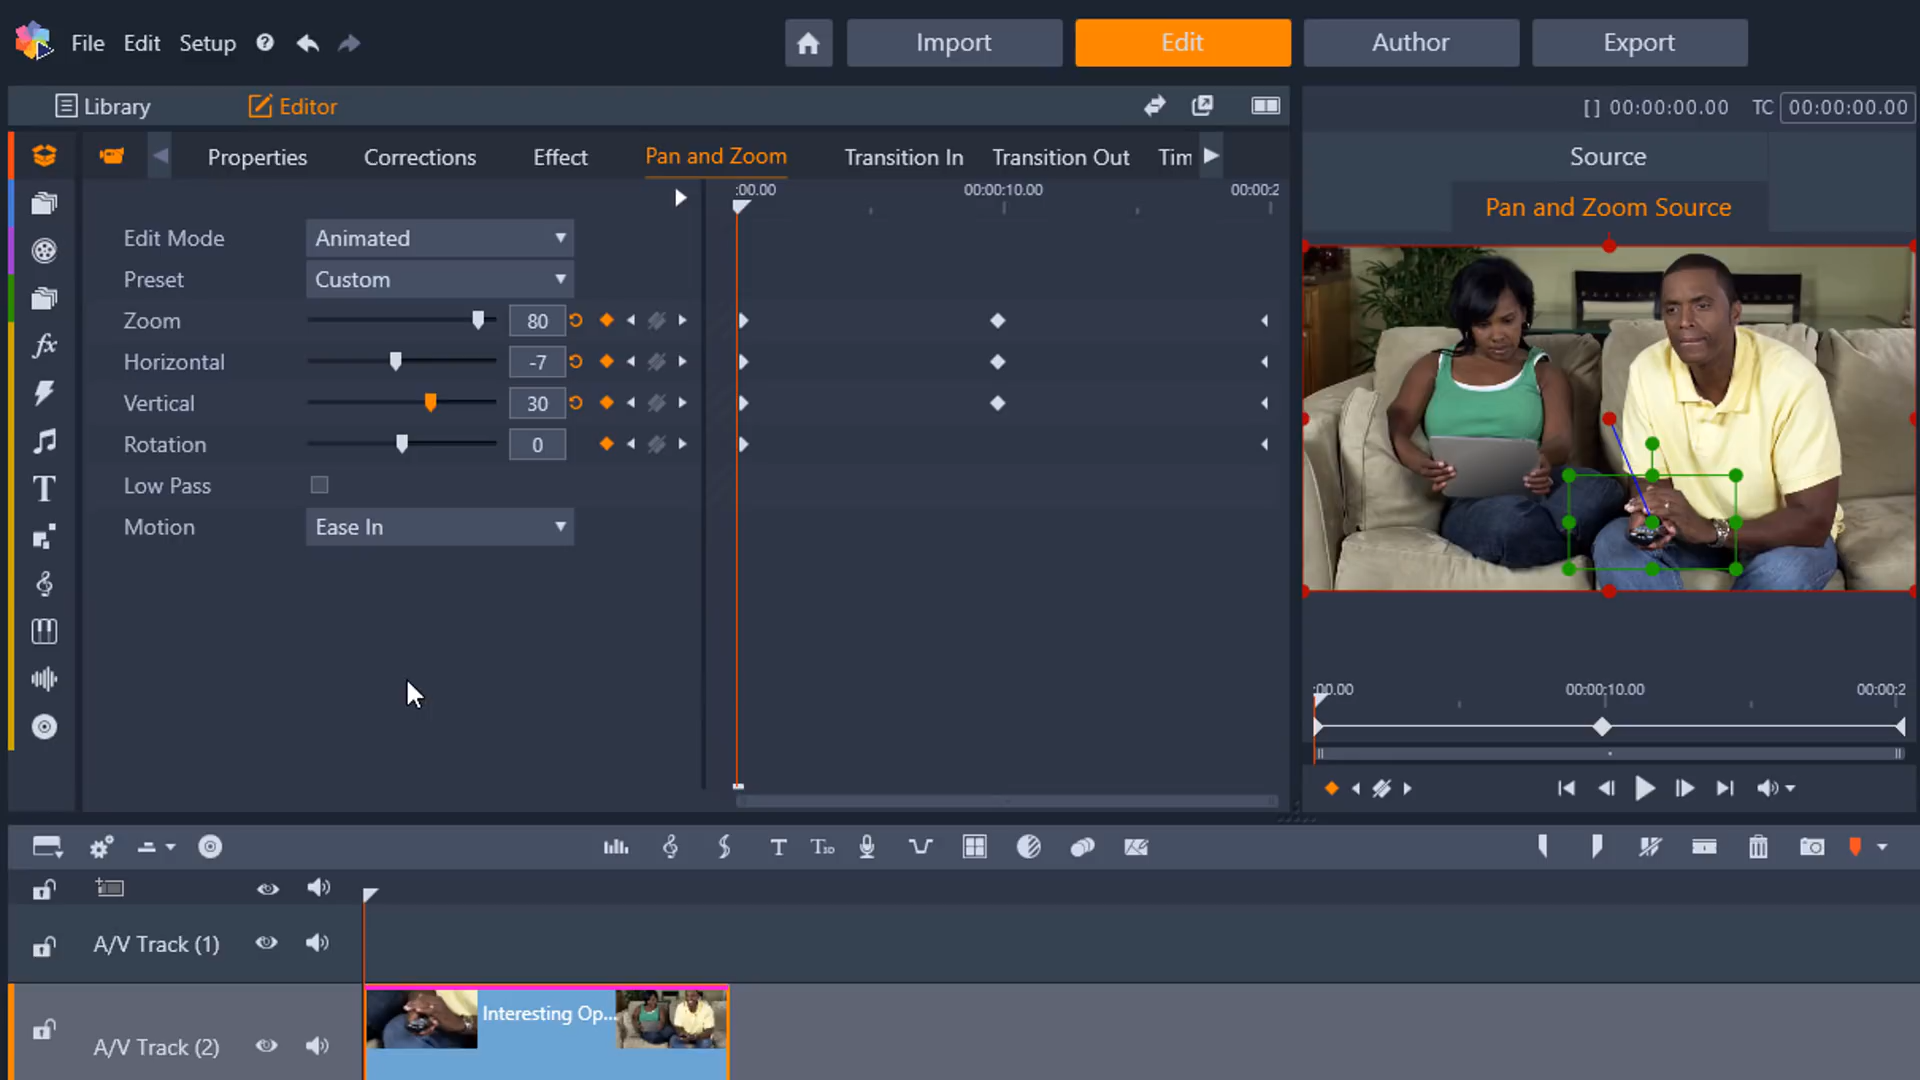 File Edit Setup
Import Edit Author Export
Library Editor
[ ] 00:00:00.00 TC 00:00:00.00
Properties Corrections Effect Pan and Zoom Transition In Transition Out Tim
Source
Pan and Zoom Source
:00.00 00:00:10.00 00:00:2
Edit Mode Animated
Preset Custom
Zoom 80
Horizontal -7
Vertical 30
Rotation 0
Low Pass
Motion Ease In
:00.00 00:00:10.00 00:00:2
A/V Track (1)
Interesting Op...
A/V Track (2)